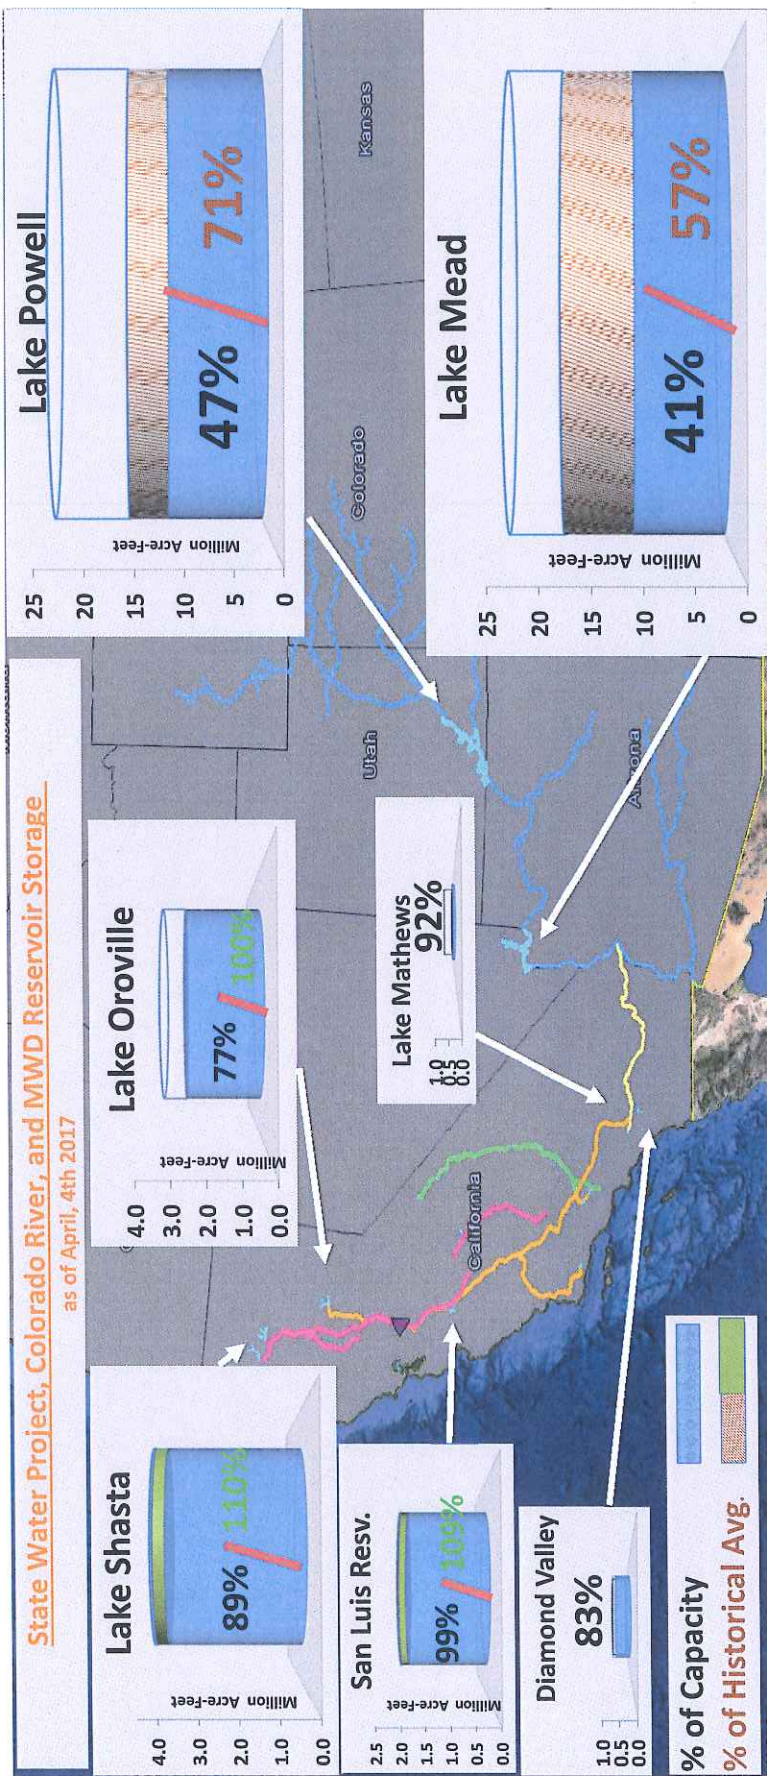 State Water Project, Colorado River, and MWD Reservoir Storage
as of April, 4th 2017
Lake Shasta
4.0
3.0
2.0
1.0
0.0
Million Acre-Feet
89% / 110%
San Luis Resv.
2.5
2.0
1.5
1.0
0.5
0.0
Million Acre-Feet
99% / 109%
Diamond Valley
1.0
0.5
0.0
83%
% of Capacity
% of Historical Avg.
Lake Oroville
4.0
3.0
2.0
1.0
0.0
Million Acre-Feet
77% / 100%
Lake Mathews
1.0
0.5
0.0
92%
California
Utah
Colorado
Arizona
Kansas
Lake Powell
25
20
15
10
5
0
Million Acre-Feet
47% / 71%
Lake Mead
25
20
15
10
5
0
Million Acre-Feet
41% / 57%